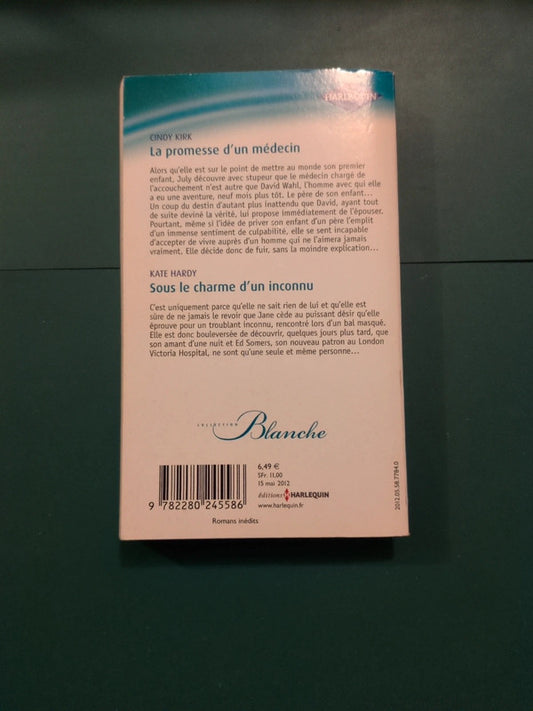 HARLEQUIN
CINDY KIRK
La promesse d'un médecin
Alors qu'elle est sur le point de mettre au monde son premier
enfant, July découvre avec stupeur que le médecin chargé de
l'accouchement n'est autre que David Wahl, l'homme avec qui elle
a eu une aventure, neuf mois plus tôt. Le père de son enfant...
Un coup du destin d'autant plus inattendu que David, ayant tout
de suite deviné la vérité, lui propose immédiatement de l'épouser.
Pourtant, même si l'idée de priver son enfant d'un père l'emplit
d'un immense sentiment de culpabilité, elle se sent incapable
d'accepter de vivre auprès d'un homme qui ne l'aimera jamais
vraiment. Elle décide donc de fuir, sans la moindre explication...
KATE HARDY
Sous le charme d'un inconnu
C'est uniquement parce qu'elle ne sait rien de lui et qu'elle est
sûre de ne jamais le revoir que Jane cède au puissant désir qu'elle
éprouve pour un troublant inconnu, rencontré lors d'un bal masqué.
Elle est donc bouleversée de découvrir, quelques jours plus tard, que
son amant d'une nuit et Ed Somers, son nouveau patron au London
Victoria Hospital, ne sont qu'une seule et même personne...
COLLECTION
Blanche
6,49 €
SFr. 11,00
15 mai 2012
9 782280 245586
éditions HARLEQUIN
www.harlequin.fr
Romans inédits
2012.05.58.7784.0